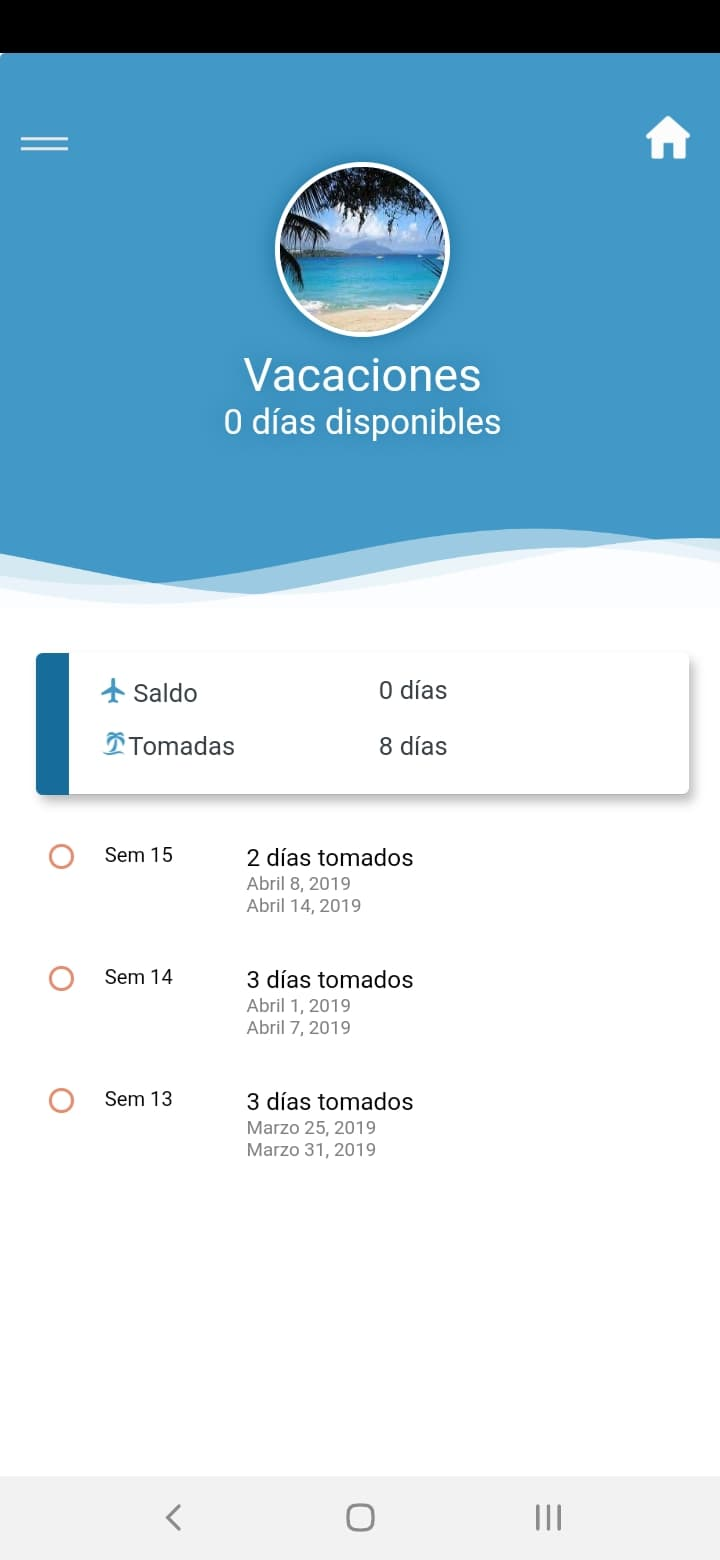 Vacaciones
0 días disponibles
Saldo 0 días
Tomadas 8 días
Sem 15 2 días tomados
Abril 8, 2019
Abril 14, 2019
Sem 14 3 días tomados
Abril 1, 2019
Abril 7, 2019
Sem 13 3 días tomados
Marzo 25, 2019
Marzo 31, 2019